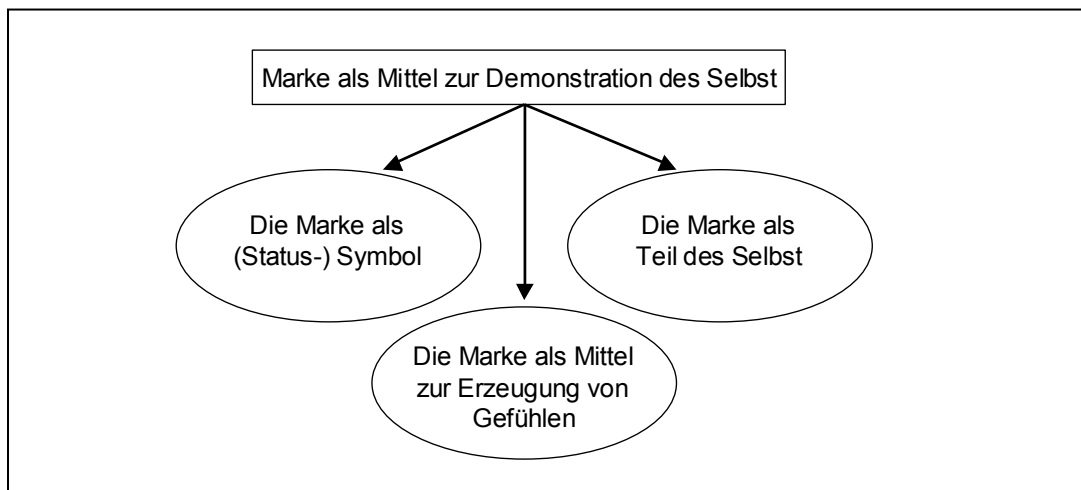 Marke als Mittel zur Demonstration des Selbst
Die Marke als
(Status-) Symbol
Die Marke als
Teil des Selbst
Die Marke als Mittel
zur Erzeugung von
Gefühlen